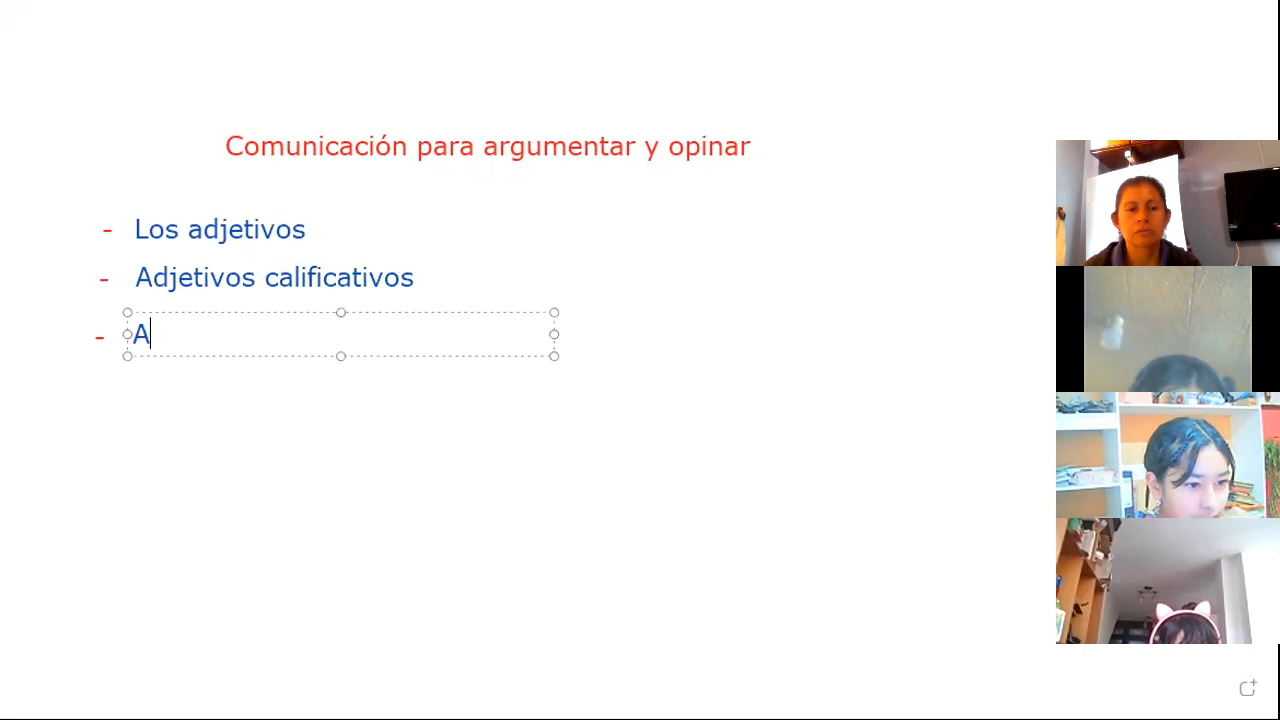 Comunicación para argumentar y opinar
- Los adjetivos
- Adjetivos calificativos
- A